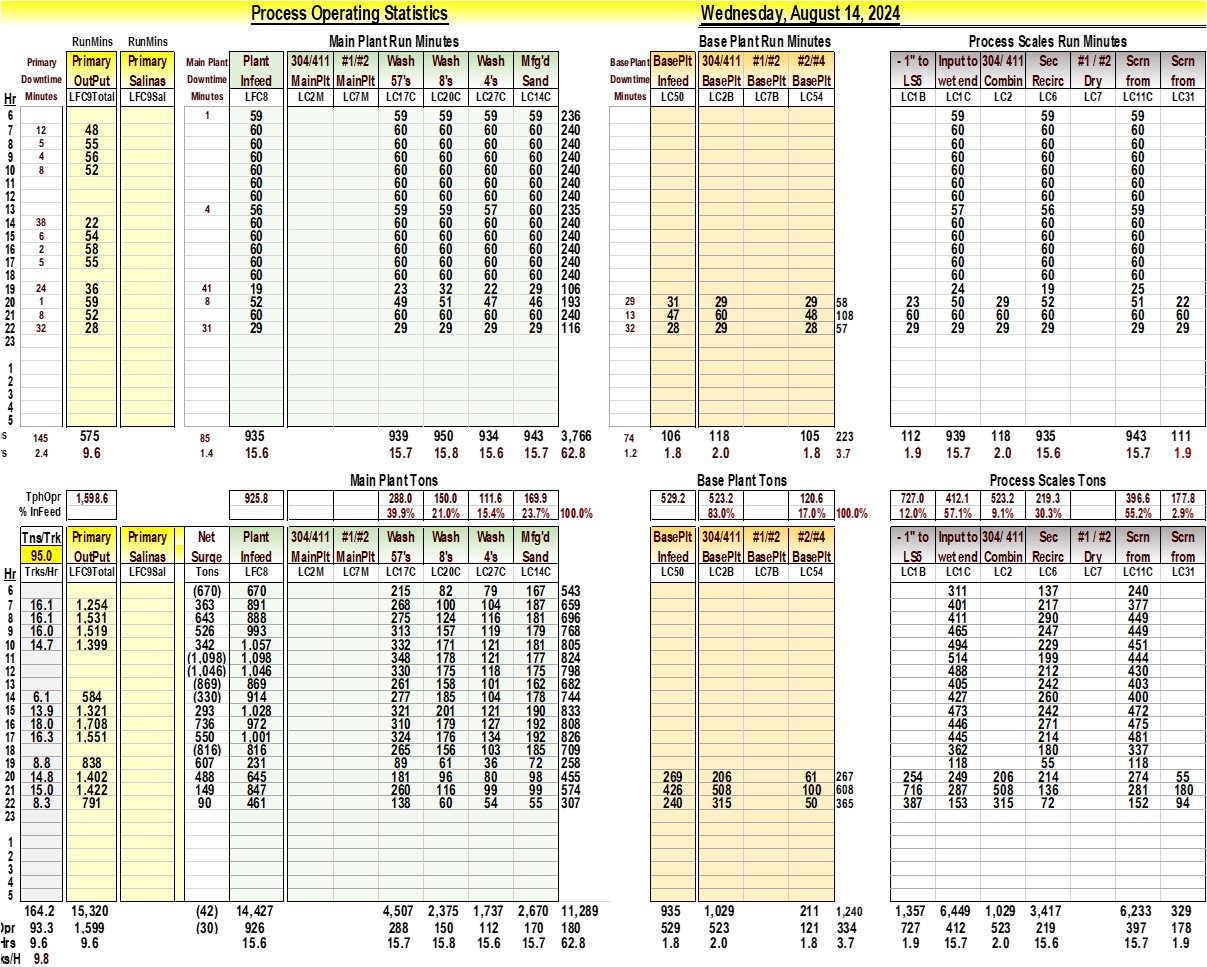 Process Operating Statistics Wednesday, August 14, 2024
RunMins RunMins Main Plant Run Minutes Base Plant Run Minutes Process Scales Run Minutes
Primary Primary Primary Main Plant Plant 304/411 #1/#2 Wash Wash Wash Mfg'd Base Plant BasePlt 304/411 #1/#2 #2/#4 - 1" to Input to 304/ 411 Sec #1 / #2 Scrn Scrn
Downtime OutPut Salinas Downtime Infeed MainPlt MainPlt 57's 8's 4's Sand Downtime Infeed BasePlt BasePlt BasePlt LS5 wet end Combin Recirc Dry from from
Hr Minutes LFC9Total LFC9Sal Minutes LFC8 LC2M LC7M LC17C LC20C LC27C LC14C Minutes LC50 LC2B LC7B LC54 LC1B LC1C LC2 LC6 LC7 LC11C LC31
6 1 59 59 59 59 59 236 59 59 59
7 12 48 60 60 60 60 60 240 60 60 60
8 5 55 60 60 60 60 60 240 60 60 60
9 4 56 60 60 60 60 60 240 60 60 60
10 8 52 60 60 60 60 60 240 60 60 60
11 60 60 60 60 60 240 60 60 60
12 60 60 60 60 60 240 60 60 60
13 4 56 59 59 57 60 235 57 56 59
14 38 22 60 60 60 60 60 240 60 60 60
15 6 54 60 60 60 60 60 240 60 60 60
16 2 58 60 60 60 60 60 240 60 60 60
17 5 55 60 60 60 60 60 240 60 60 60
18 60 60 60 60 60 240 60 60 60
19 24 36 41 19 23 32 22 29 106 24 19 25
20 1 59 8 52 49 51 47 46 193 29 31 29 29 58 23 50 29 52 51 22
21 8 52 60 60 60 60 60 240 13 47 60 48 108 60 60 60 60 60 60
22 32 28 31 29 29 29 29 29 116 32 28 29 28 57 29 29 29 29 29 29
23
1
2
3
4
5
s 145 575 85 935 939 950 934 943 3,766 74 106 118 105 223 112 939 118 935 943 111
's 2.4 9.6 1.4 15.6 15.7 15.8 15.6 15.7 62.8 1.2 1.8 2.0 1.8 3.7 1.9 15.7 2.0 15.6 15.7 1.9
Main Plant Tons Base Plant Tons Process Scales Tons
TphOpr 1,598.6 925.8 288.0 150.0 111.6 169.9 529.2 523.2 120.6 727.0 412.1 523.2 219.3 396.6 177.8
% InFeed 39.9% 21.0% 15.4% 23.7% 100.0% 83.0% 17.0% 100.0% 12.0% 57.1% 9.1% 30.3% 55.2% 2.9%
Tns/Trk Primary Primary Net Plant 304/411 #1/#2 Wash Wash Wash Mfg'd BasePlt 304/411 #1/#2 #2/#4 - 1" to Input to 304/ 411 Sec #1 / #2 Scrn Scrn
95.0 OutPut Salinas Surge Infeed MainPlt MainPlt 57's 8's 4's Sand Infeed BasePlt BasePlt BasePlt LS5 wet end Combin Recirc Dry from from
Hr Trks/Hr LFC9Total LFC9Sal Tons LFC8 LC2M LC7M LC17C LC20C LC27C LC14C LC50 LC2B LC7B LC54 LC1B LC1C LC2 LC6 LC7 LC11C LC31
6 (670) 670 215 82 79 167 543 311 137 240
7 16.1 1,254 363 891 268 100 104 187 659 401 217 377
8 16.1 1,531 643 888 275 124 116 181 696 411 290 449
9 16.0 1,519 526 993 313 157 119 179 768 465 247 449
10 14.7 1,399 342 1,057 332 171 121 181 805 494 229 451
11 (1,098) 1,098 348 178 121 177 824 514 199 444
12 (1,046) 1,046 330 175 118 175 798 488 212 430
13 (869) 869 261 158 101 162 682 405 242 403
14 6.1 584 (330) 914 277 185 104 178 744 427 260 400
15 13.9 1,321 293 1,028 321 201 121 190 833 473 242 472
16 18.0 1,708 736 972 310 179 127 192 808 446 271 475
17 16.3 1,551 550 1,001 324 176 134 192 826 445 214 481
18 (816) 816 265 156 103 185 709 362 180 337
19 8.8 838 607 231 89 61 36 72 258 118 55 118
20 14.8 1,402 488 645 181 96 80 98 455 269 206 61 267 254 249 206 214 274 55
21 15.0 1,422 149 847 260 116 99 99 574 426 508 100 608 716 287 508 136 281 180
22 8.3 791 90 461 138 60 54 55 307 240 315 50 365 387 153 315 72 152 94
23
1
2
3
4
5
164.2 15,320 (42) 14,427 4,507 2,375 1,737 2,670 11,289 935 1,029 211 1,240 1,357 6,449 1,029 3,417 6,233 329
Opr 93.3 1,599 (30) 926 288 150 112 170 180 529 523 121 334 727 412 523 219 397 178
Hrs 9.6 9.6 15.6 15.7 15.8 15.6 15.7 62.8 1.8 2.0 1.8 3.7 1.9 15.7 2.0 15.6 15.7 1.9
ks/H 9.8